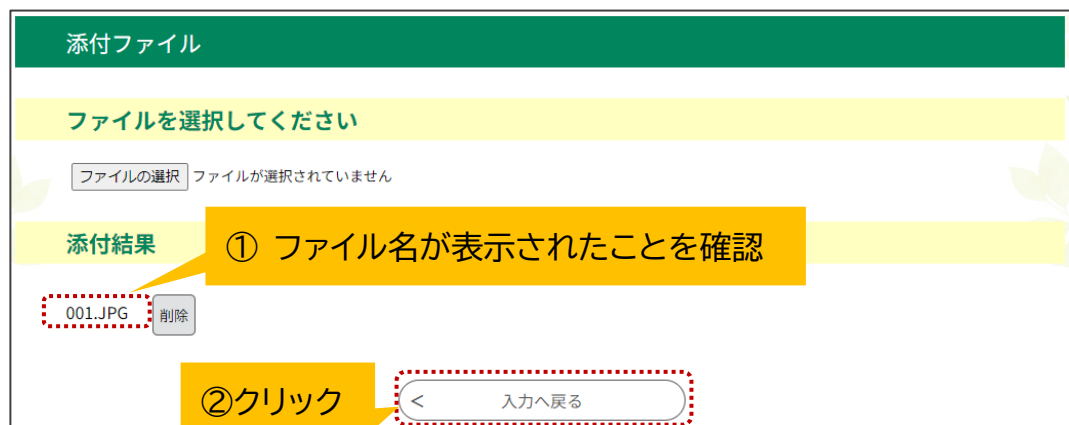 添付ファイル
ファイルを選択してください
ファイルの選択 ファイルが選択されていません
添付結果
① ファイル名が表示されたことを確認
001.JPG 削除
②クリック
< 入力へ戻る